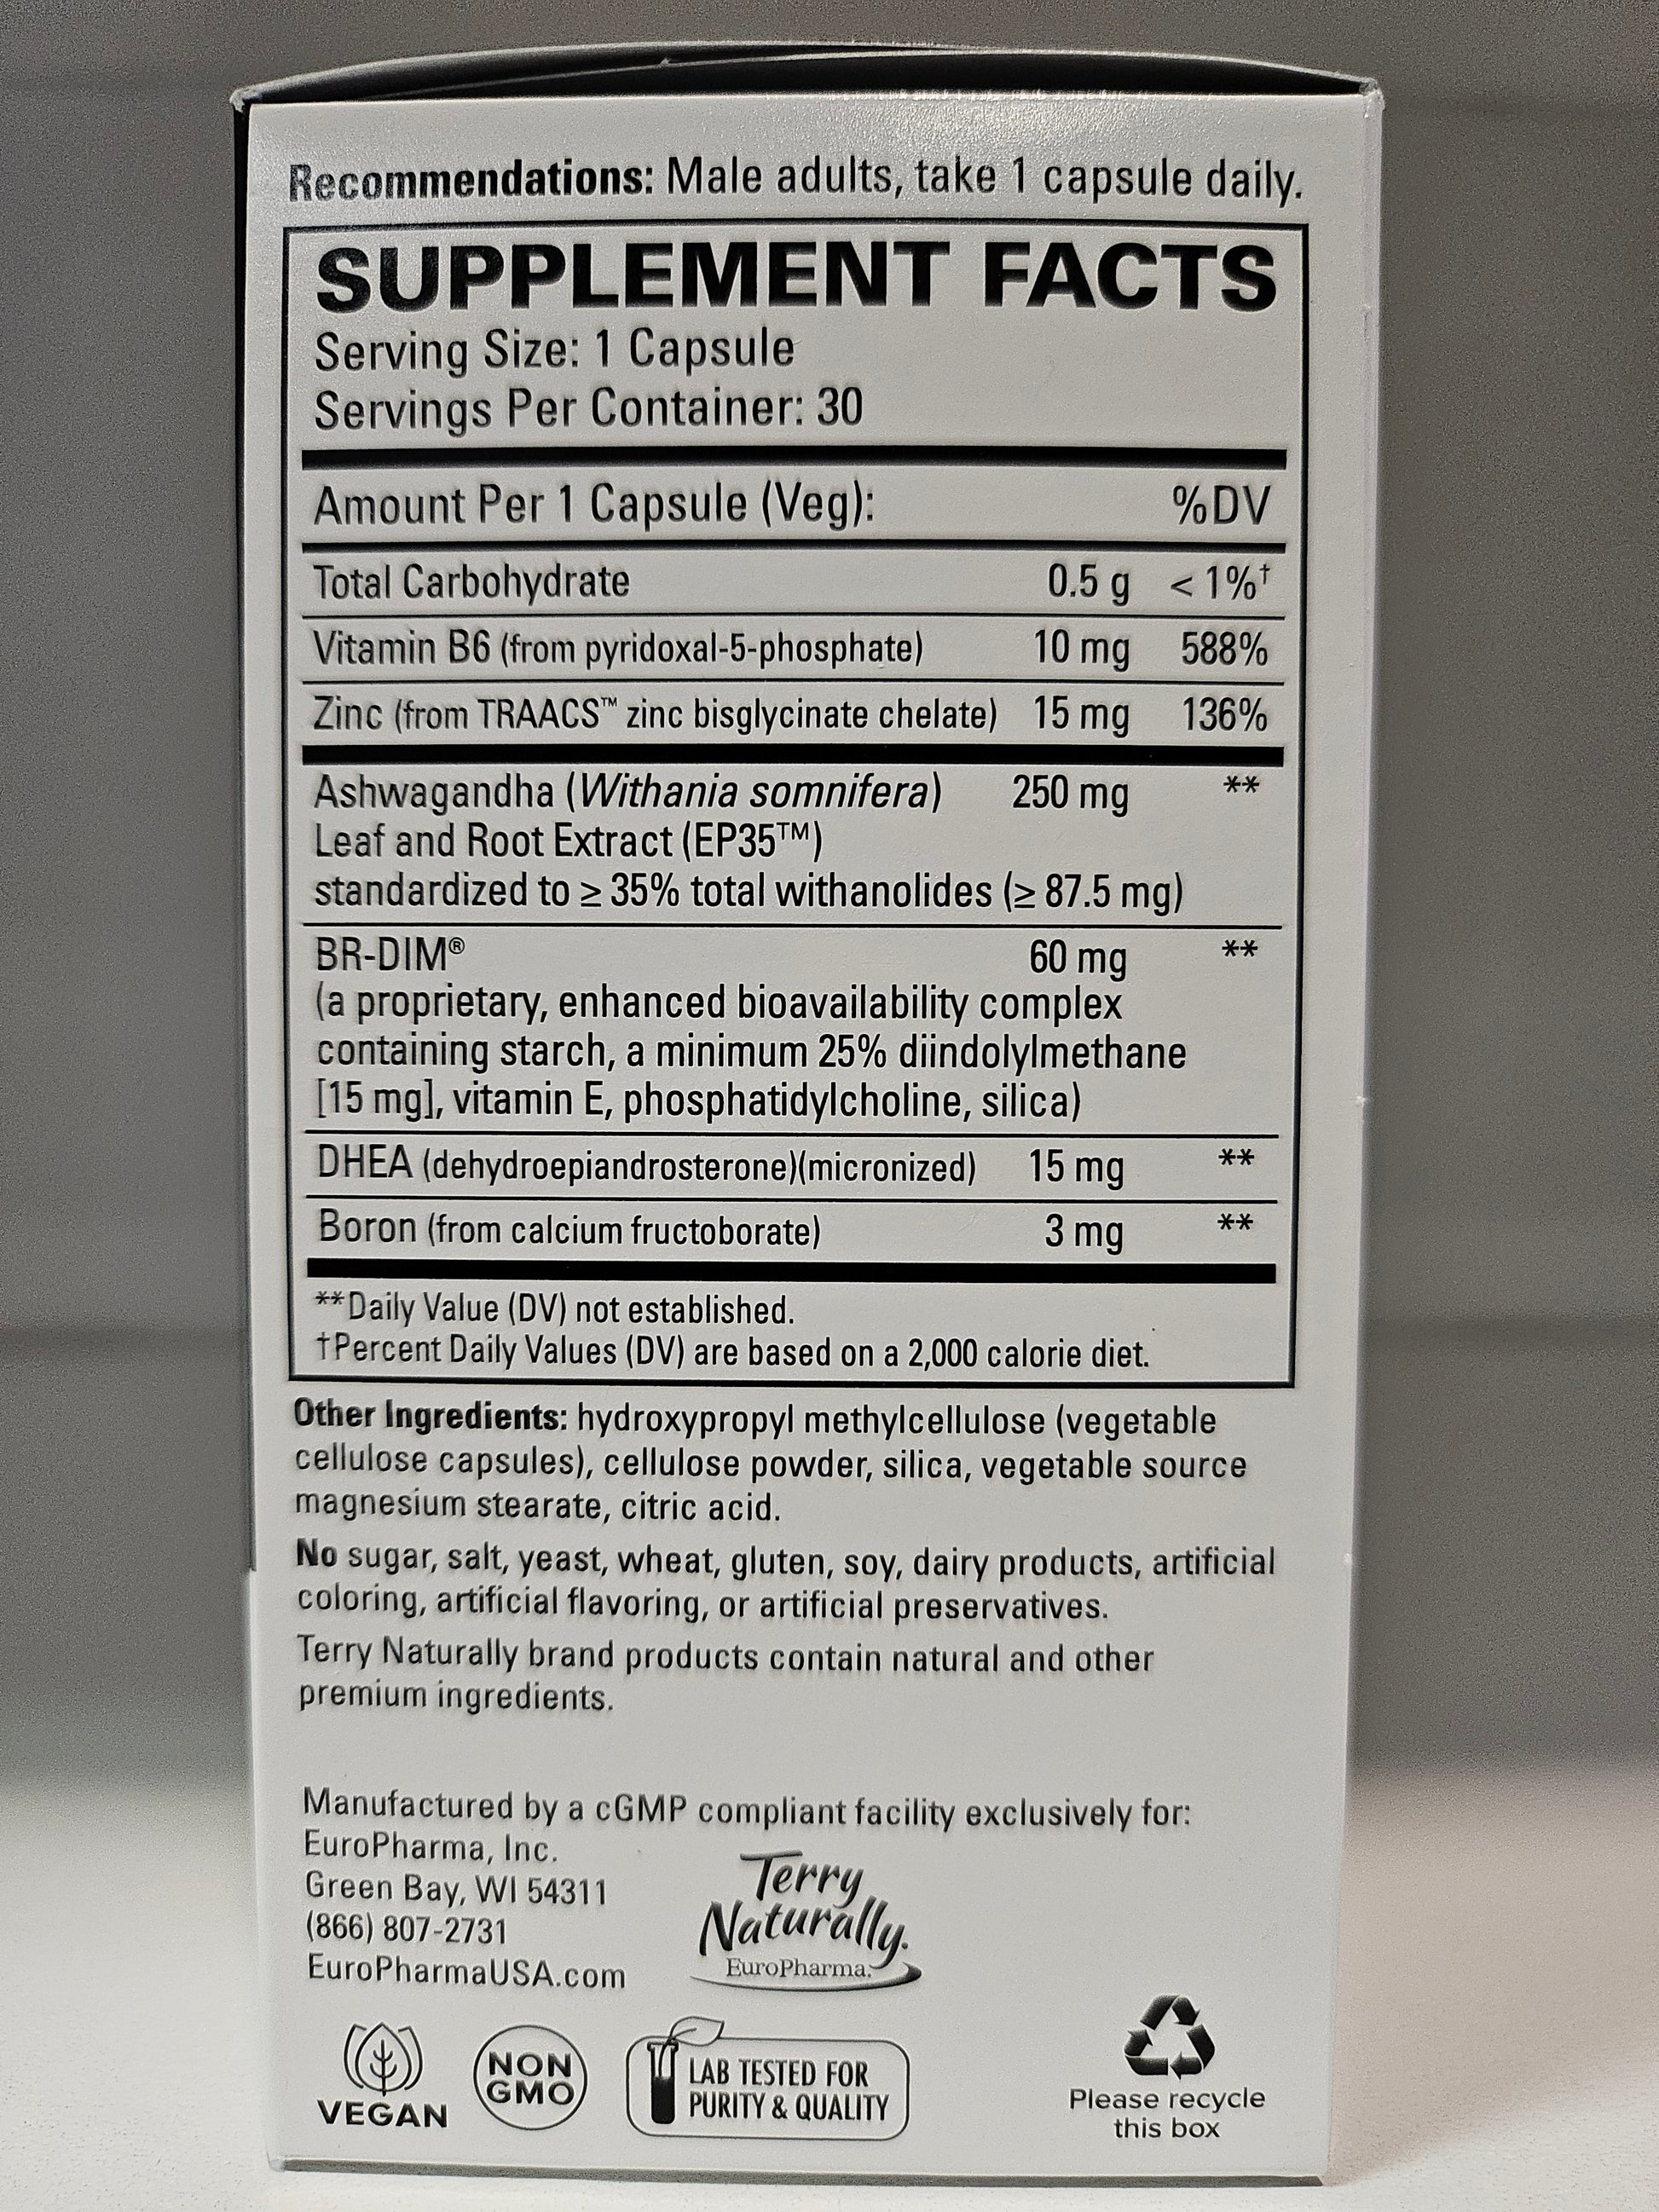 Recommendations: Male adults, take 1 capsule daily.
SUPPLEMENT FACTS
Serving Size: 1 Capsule
Servings Per Container: 30
Amount Per 1 Capsule (Veg): %DV
Total Carbohydrate 0.5 g < 1%†
Vitamin B6 (from pyridoxal-5-phosphate) 10 mg 588%
Zinc (from TRAACS™ zinc bisglycinate chelate) 15 mg 136%
Ashwagandha (Withania somnifera) 250 mg **
Leaf and Root Extract (EP35™)
standardized to ≥ 35% total withanolides (≥ 87.5 mg)
BR-DIM® 60 mg **
(a proprietary, enhanced bioavailability complex
containing starch, a minimum 25% diindolylmethane
[15 mg], vitamin E, phosphatidylcholine, silica)
DHEA (dehydroepiandrosterone)(micronized) 15 mg **
Boron (from calcium fructoborate) 3 mg **
**Daily Value (DV) not established.
†Percent Daily Values (DV) are based on a 2,000 calorie diet.
Other Ingredients: hydroxypropyl methylcellulose (vegetable
cellulose capsules), cellulose powder, silica, vegetable source
magnesium stearate, citric acid.
No sugar, salt, yeast, wheat, gluten, soy, dairy products, artificial
coloring, artificial flavoring, or artificial preservatives.
Terry Naturally brand products contain natural and other
premium ingredients.
Manufactured by a cGMP compliant facility exclusively for:
EuroPharma, Inc.
Green Bay, WI 54311
(866) 807-2731
EuroPharmaUSA.com
Terry
Naturally.
EuroPharma.
VEGAN
NON
GMO
LAB TESTED FOR
PURITY & QUALITY
Please recycle
this box